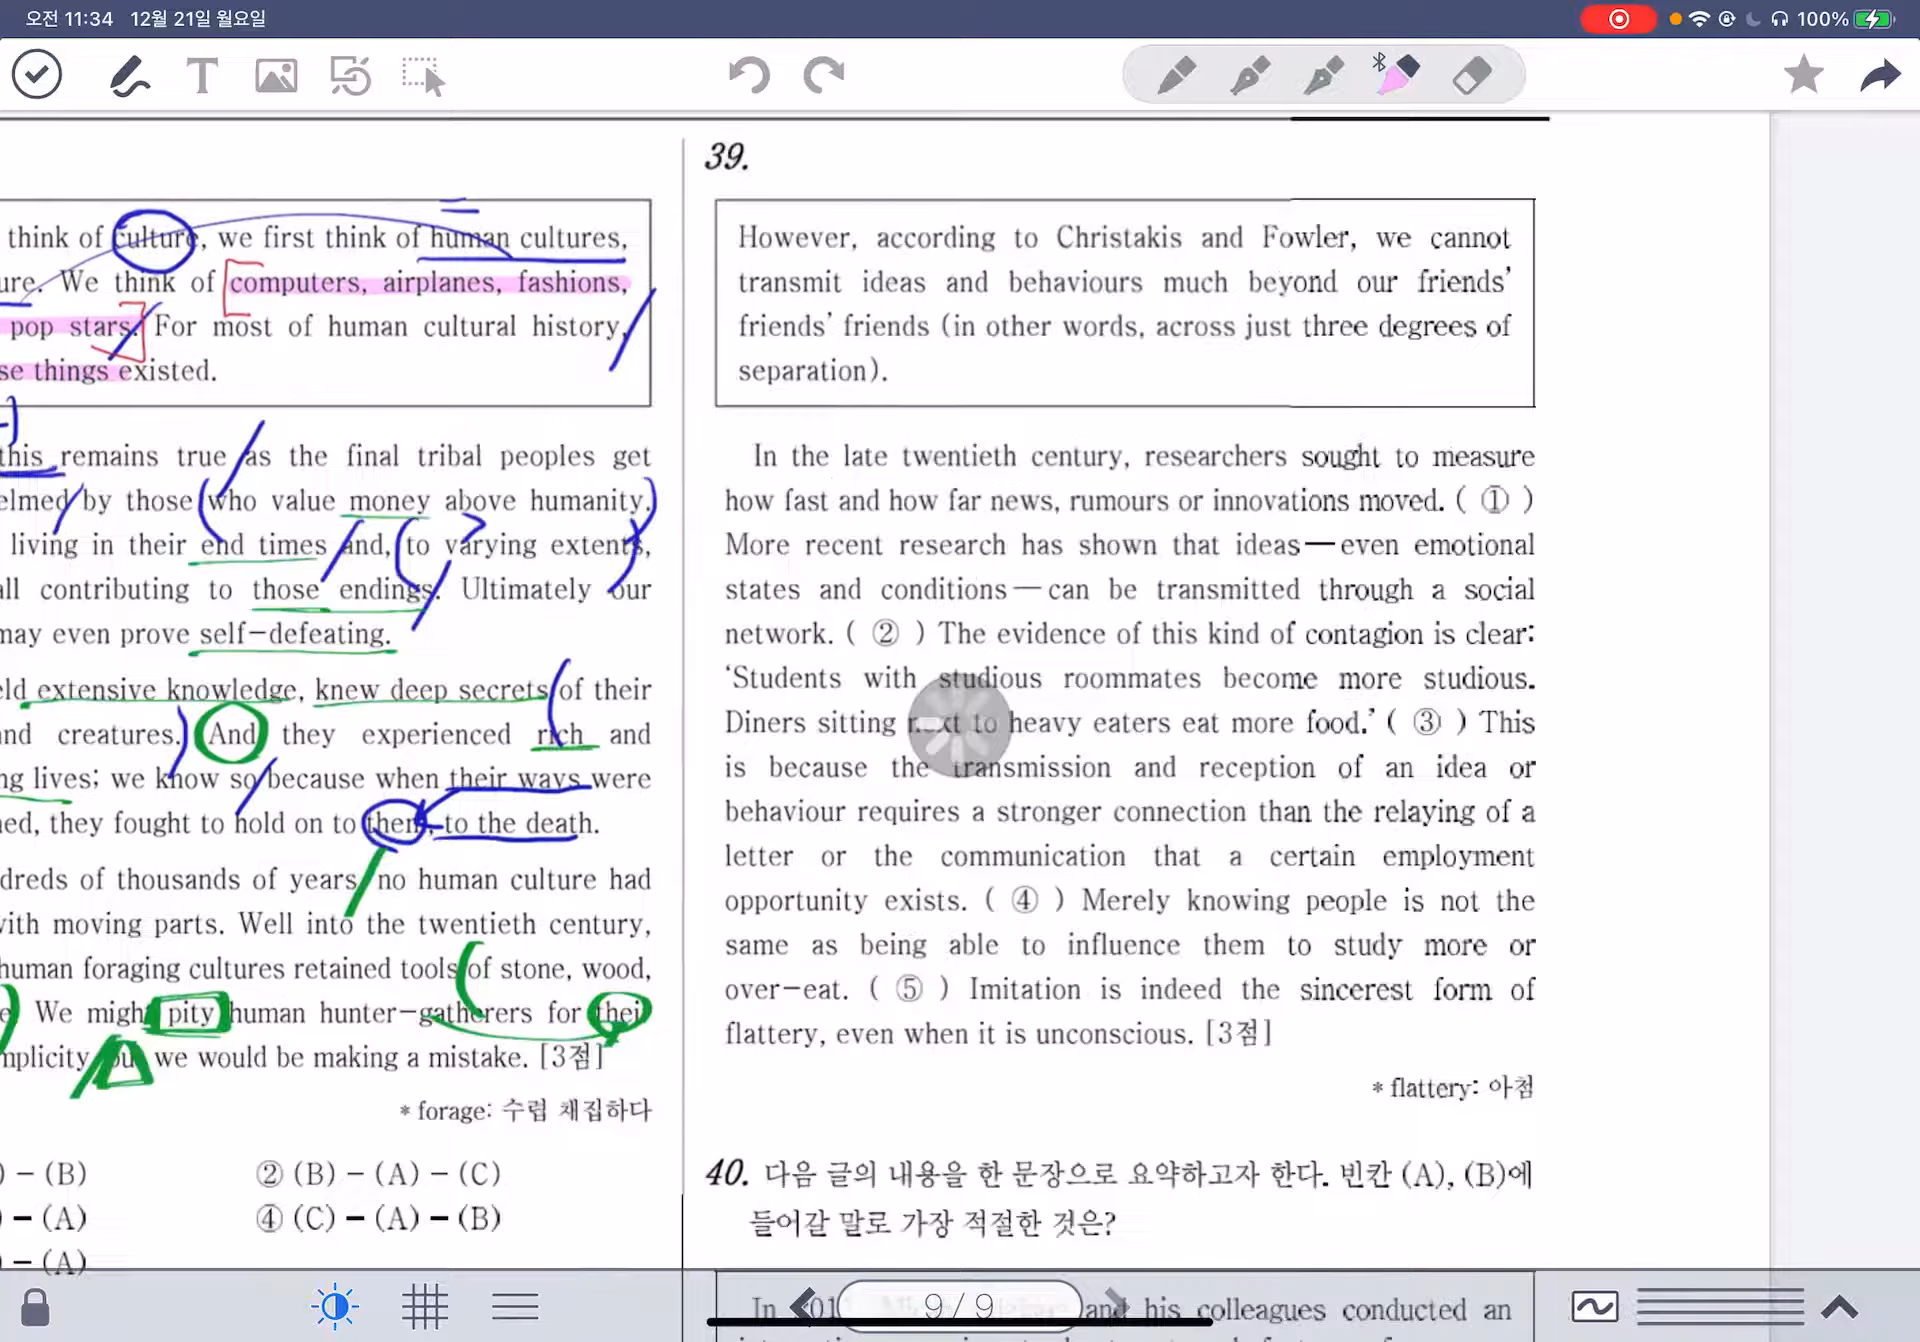 오전 11:34 12월 21일 월요일
100%
think of culture, we first think of human cultures,
ure. We think of computers, airplanes, fashions,
pop stars. For most of human cultural history,
se things existed.
this remains true as the final tribal peoples get
elmed by those who value money above humanity.
living in their end times and, to varying extents,
all contributing to those endings. Ultimately our
may even prove self-defeating.
eld extensive knowledge, knew deep secrets of their
and creatures. And they experienced rich and
ng lives; we know so because when their ways were
ned, they fought to hold on to them, to the death.
dreds of thousands of years, no human culture had
with moving parts. Well into the twentieth century,
human foraging cultures retained tools of stone, wood,
e. We might pity human hunter-gatherers for their
mplicity, but we would be making a mistake. [3점]
* forage: 수렵 채집하다
) - (B)
② (B) - (A) - (C)
- (A)
④ (C) - (A) - (B)
- (A)
39.
However, according to Christakis and Fowler, we cannot
transmit ideas and behaviours much beyond our friends'
friends' friends (in other words, across just three degrees of
separation).
In the late twentieth century, researchers sought to measure
how fast and how far news, rumours or innovations moved. ( ① )
More recent research has shown that ideas—even emotional
states and conditions—can be transmitted through a social
network. ( ② ) The evidence of this kind of contagion is clear:
'Students with studious roommates become more studious.
Diners sitting next to heavy eaters eat more food.' ( ③ ) This
is because the transmission and reception of an idea or
behaviour requires a stronger connection than the relaying of a
letter or the communication that a certain employment
opportunity exists. ( ④ ) Merely knowing people is not the
same as being able to influence them to study more or
over-eat. ( ⑤ ) Imitation is indeed the sincerest form of
flattery, even when it is unconscious. [3점]
* flattery: 아첨
40. 다음 글의 내용을 한 문장으로 요약하고자 한다. 빈칸 (A), (B)에
들어갈 말로 가장 적절한 것은?
In and his colleagues conducted an
9 / 9